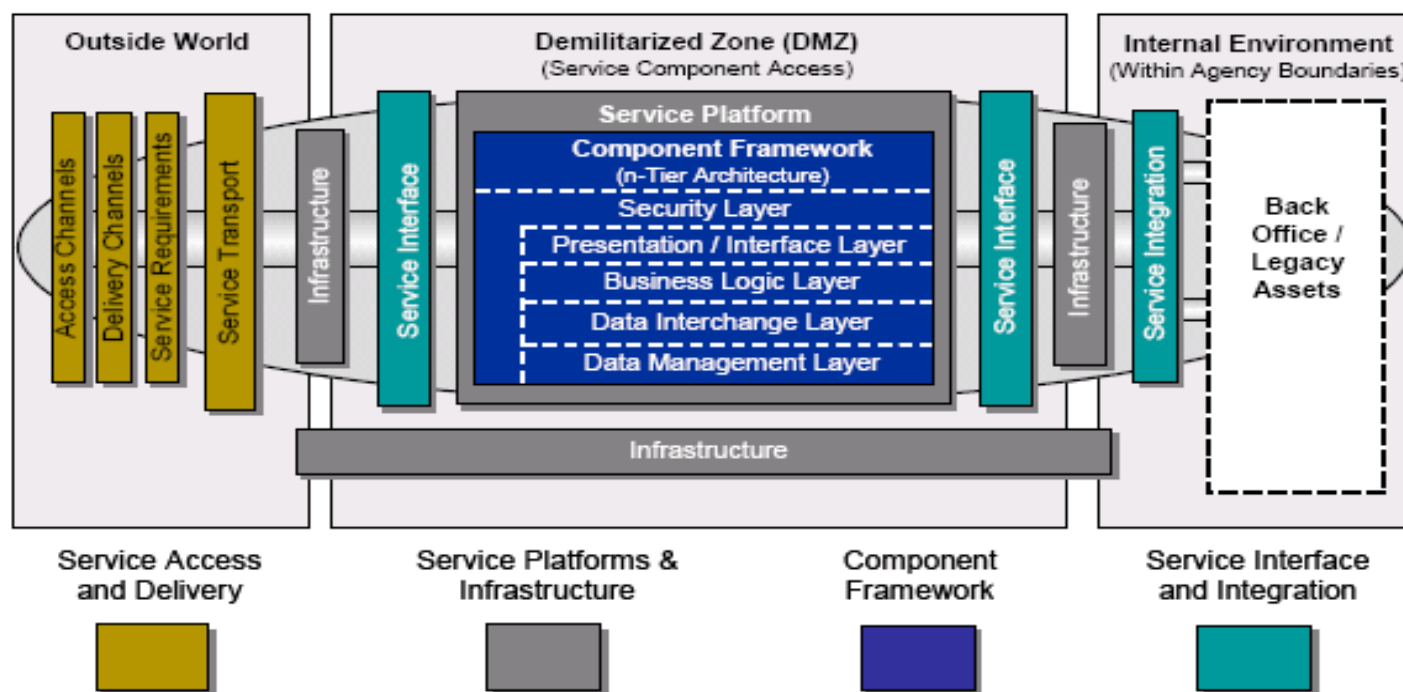 Outside World
Demilitarized Zone (DMZ)
(Service Component Access)
Internal Environment
(Within Agency Boundaries)
Access Channels
Delivery Channels
Service Requirements
Service Transport
Infrastructure
Service Interface
Service Platform
Component Framework
(n-Tier Architecture)
Security Layer
Presentation / Interface Layer
Business Logic Layer
Data Interchange Layer
Data Management Layer
Service Interface
Infrastructure
Service Integration
Back
Office /
Legacy
Assets
Infrastructure
Service Access
and Delivery
Service Platforms &
Infrastructure
Component
Framework
Service Interface
and Integration